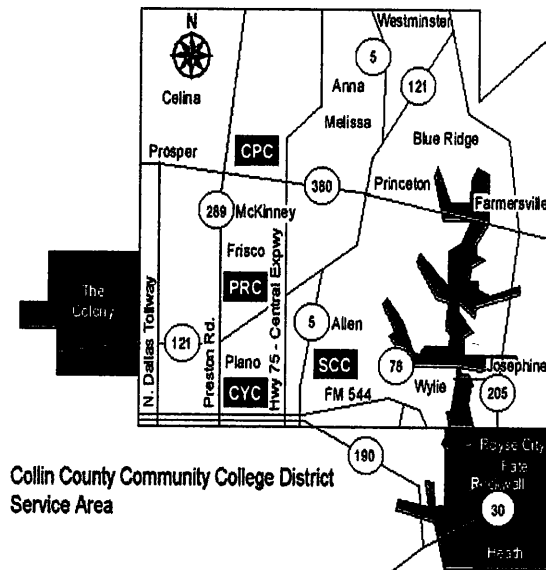 Westminster
N
5
121
Celina
Anna
Melissa
Blue Ridge
Prosper
CPC
380
Princeton
289
McKinney
Farmersville
Frisco
Hwy 75 - Central Expwy
PRC
The
Colony
N. Dallas Tollway
121
Preston Rd.
5
Allen
Plano
SCC
78
Josephine
CYC
FM 544
Wylie
205
190
Royse City
Fate
Rockwall
30
Heath
Collin County Community College District
Service Area